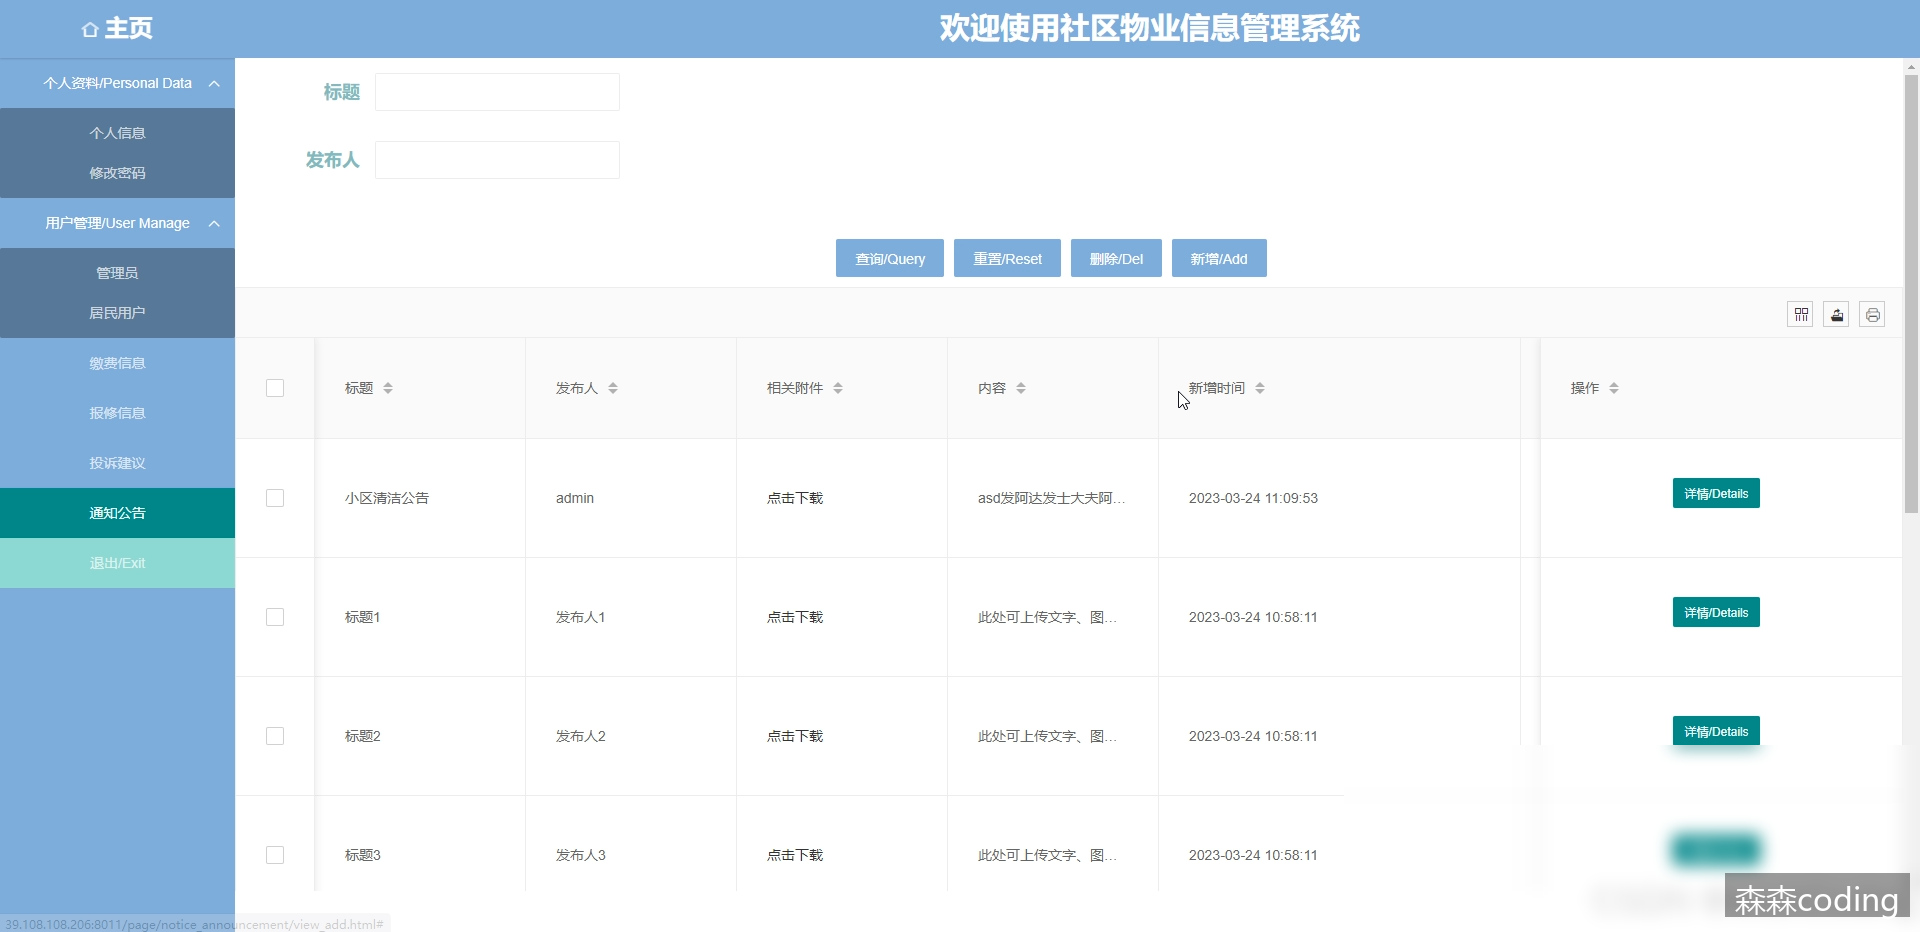 主页
欢迎使用社区物业信息管理系统
个人资料/Personal Data
个人信息
修改密码
用户管理/User Manage
管理员
居民用户
缴费信息
报修信息
投诉建议
通知公告
退出/Exit
标题
发布人
查询/Query 重置/Reset 删除/Del 新增/Add
标题 发布人 相关附件 内容 新增时间 操作
小区清洁公告 admin 点击下载 asd发阿达发士大夫阿... 2023-03-24 11:09:53 详情/Details
标题1 发布人1 点击下载 此处可上传文字、图... 2023-03-24 10:58:11 详情/Details
标题2 发布人2 点击下载 此处可上传文字、图... 2023-03-24 10:58:11 详情/Details
标题3 发布人3 点击下载 此处可上传文字、图... 2023-03-24 10:58:11
森森coding
39.108.108.206:8011/page/notice_announcement/view_add.html#